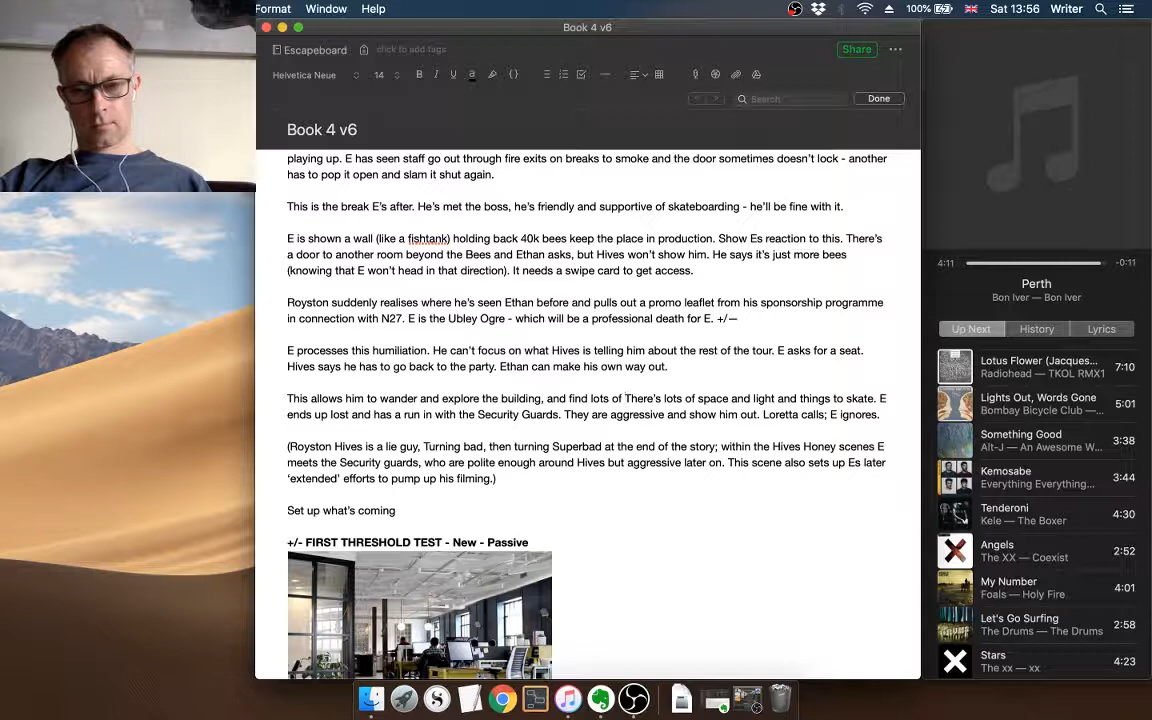 Format Window Help
100% Sat 13:56 Writer
Book 4 v6
Escapeboard click to add tags
Share
Helvetica Neue 14 B I U a
Search Done
Book 4 v6
playing up. E has seen staff go out through fire exits on breaks to smoke and the door sometimes doesn't lock - another
has to pop it open and slam it shut again.
This is the break E's after. He's met the boss, he's friendly and supportive of skateboarding - he'll be fine with it.
E is shown a wall (like a fishtank) holding back 40k bees keep the place in production. Show Es reaction to this. There's
a door to another room beyond the Bees and Ethan asks, but Hives won't show him. He says it's just more bees
(knowing that E won't head in that direction). It needs a swipe card to get access.
Royston suddenly realises where he's seen Ethan before and pulls out a promo leaflet from his sponsorship programme
in connection with N27. E is the Ubley Ogre - which will be a professional death for E. +/—
E processes this humiliation. He can't focus on what Hives is telling him about the rest of the tour. E asks for a seat.
Hives says he has to go back to the party. Ethan can make his own way out.
This allows him to wander and explore the building, and find lots of There's lots of space and light and things to skate. E
ends up lost and has a run in with the Security Guards. They are aggressive and show him out. Loretta calls; E ignores.
(Royston Hives is a lie guy, Turning bad, then turning Superbad at the end of the story; within the Hives Honey scenes E
meets the Security guards, who are polite enough around Hives but aggressive later on. This scene also sets up Es later
'extended' efforts to pump up his filming.)
Set up what's coming
+/- FIRST THRESHOLD TEST - New - Passive
4:11 -0:11
Perth
Bon Iver — Bon Iver
Up Next History Lyrics
Lotus Flower (Jacques...
Radiohead — TKOL RMX1
7:10
Lights Out, Words Gone
Bombay Bicycle Club —
5:01
Something Good
Alt-J — An Awesome W
3:38
Kemosabe
Everything Everything...
3:44
Tenderoni
Kele — The Boxer
4:30
Angels
The XX — Coexist
2:52
My Number
Foals — Holy Fire
4:01
Let's Go Surfing
The Drums — The Drums
2:58
Stars
The xx — xx
4:23